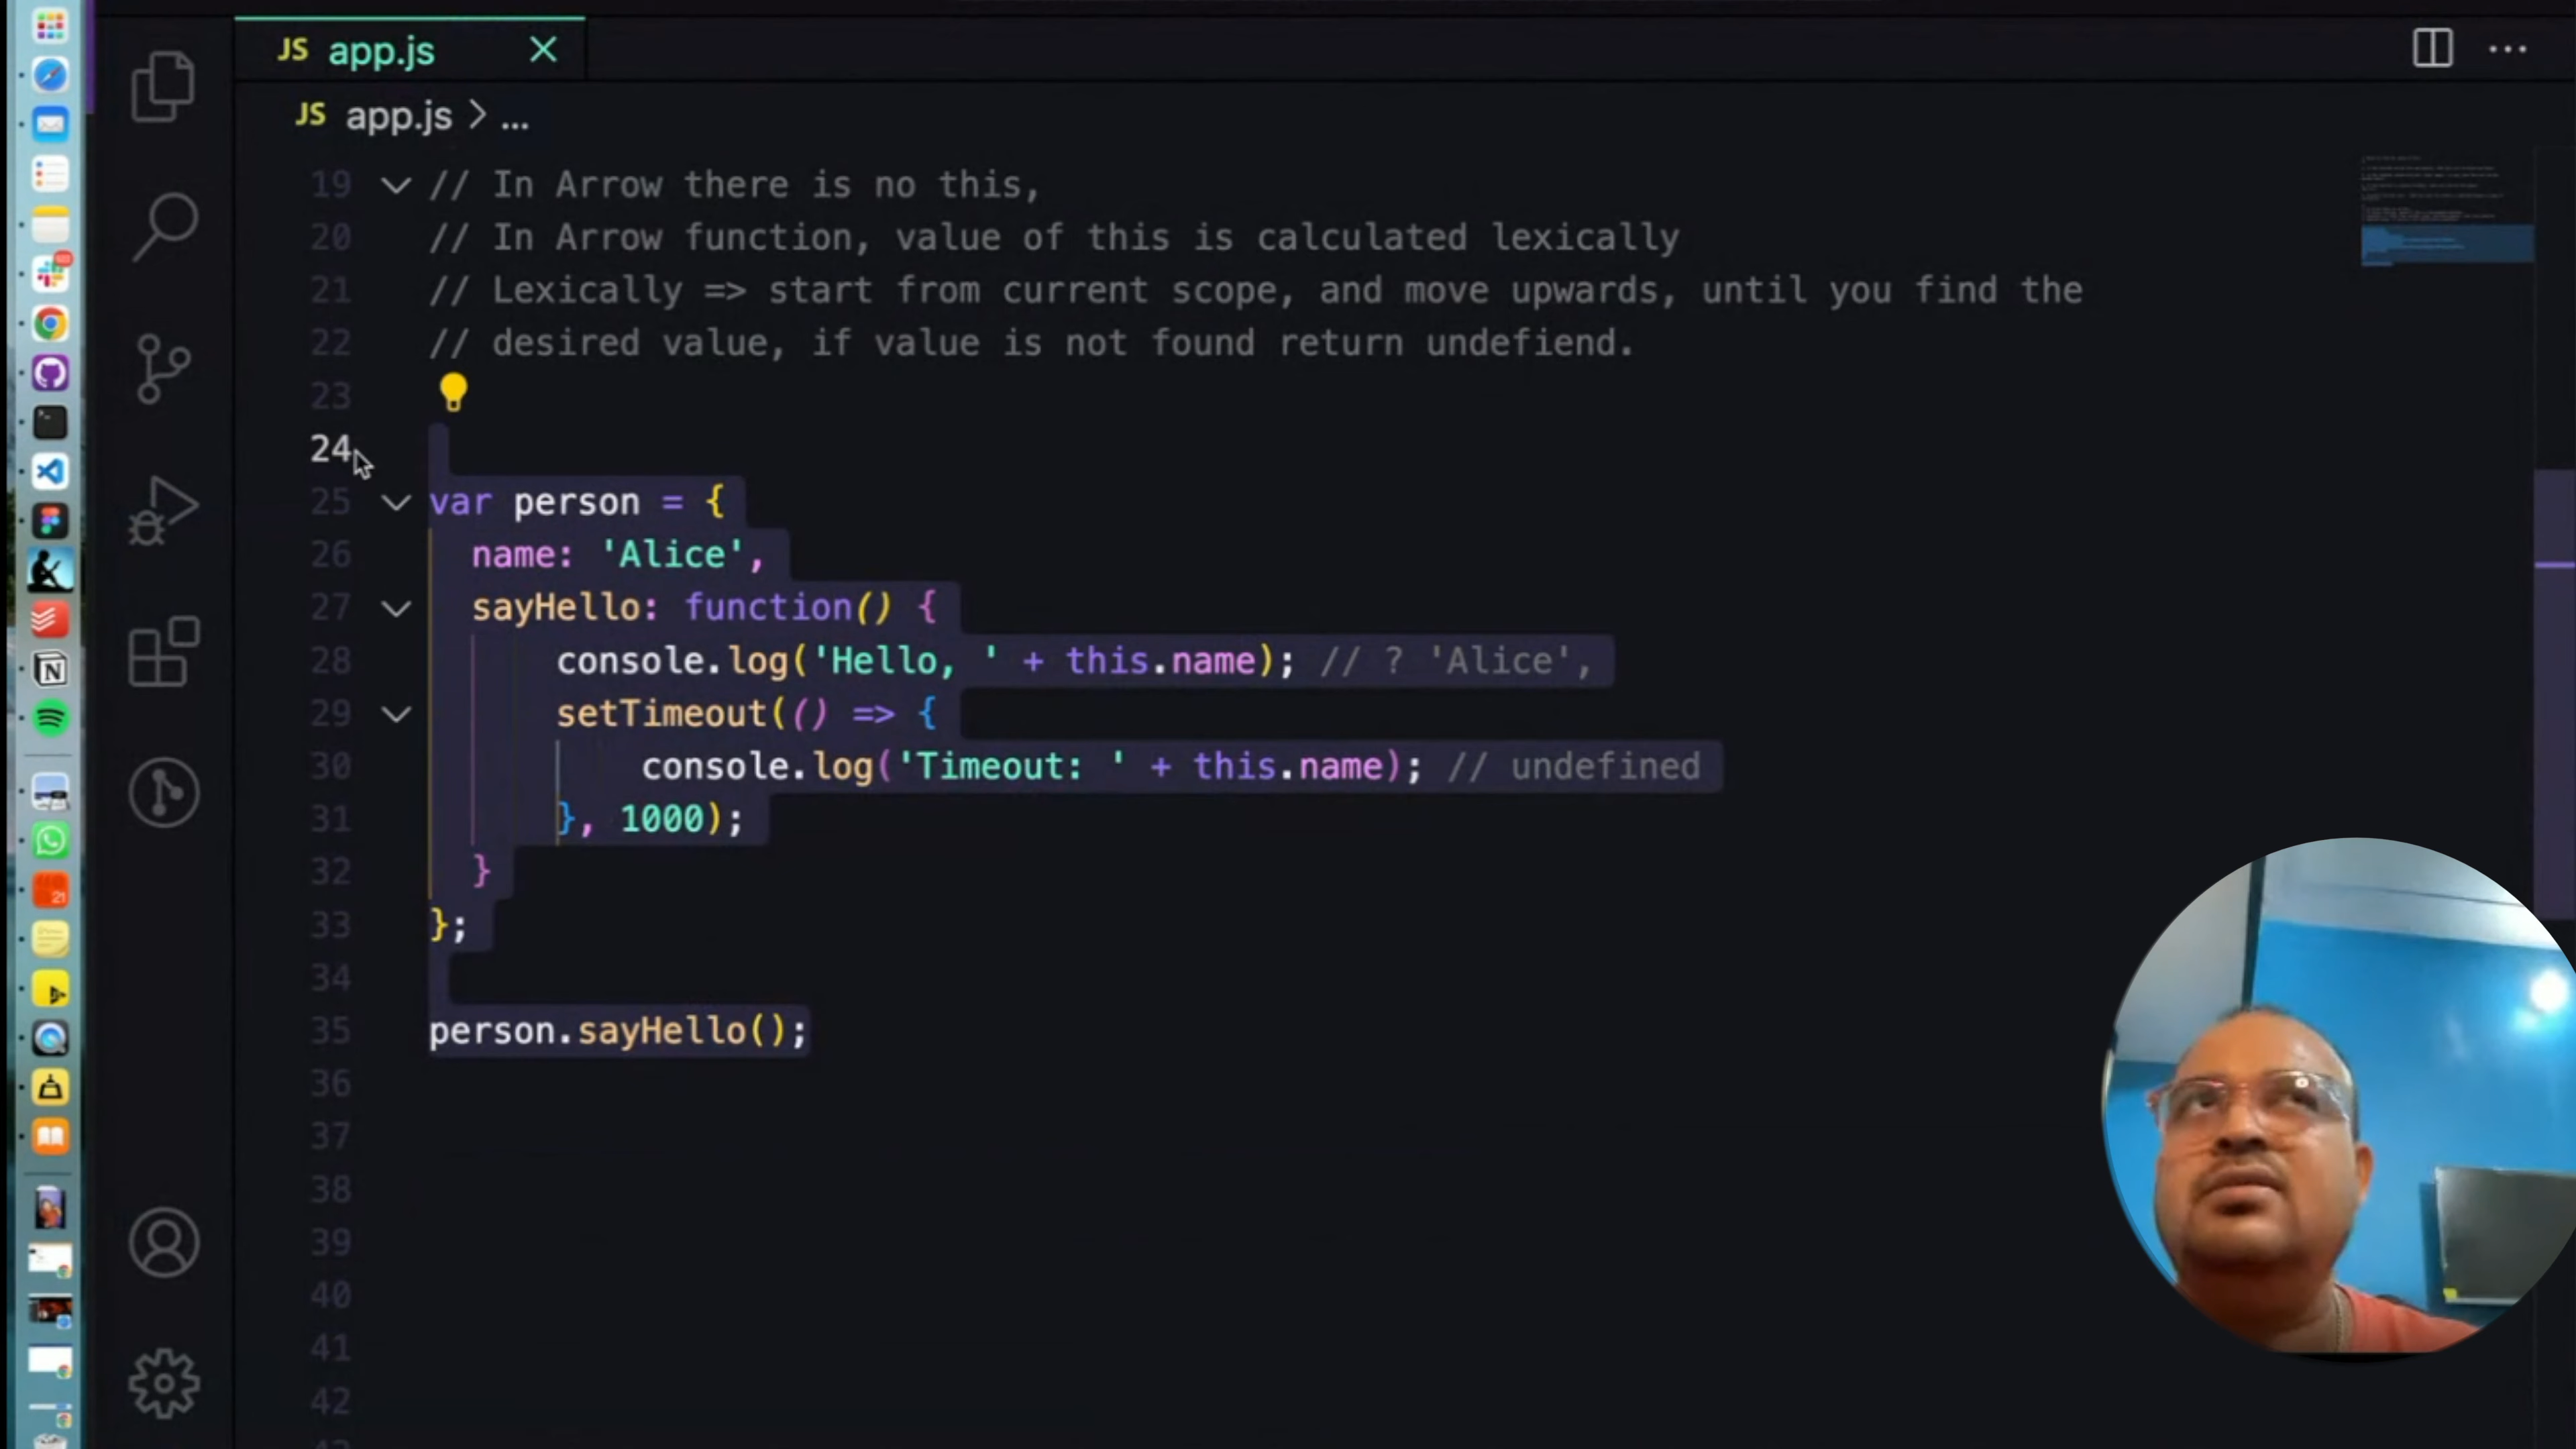 JS app.js
JS app.js > ...
19 // In Arrow there is no this,
20 // In Arrow function, value of this is calculated lexically
21 // Lexically => start from current scope, and move upwards, until you find the
22 // desired value, if value is not found return undefiend.
23
24
25 var person = {
26 name: 'Alice',
27 sayHello: function() {
28 console.log('Hello, ' + this.name); // ? 'Alice',
29 setTimeout(() => {
30 console.log('Timeout: ' + this.name); // undefined
31 }, 1000);
32 }
33 };
34
35 person.sayHello();
36
37
38
39
40
41
42